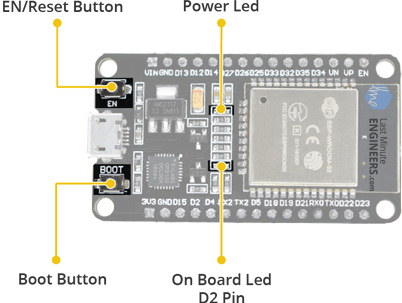 EN/Reset Button
Power Led
VIN GND D13 D12 D14 D27 D26 D25 D33 D32 D35 D34 VN VP EN
EN
Last Minute
ENGINEERS.com
BOOT
3V3 GND D15 D2 D4 RX2 TX2 D5 D18 D19 D21 RX0 TX0 D22 D23
Boot Button
On Board Led
D2 Pin